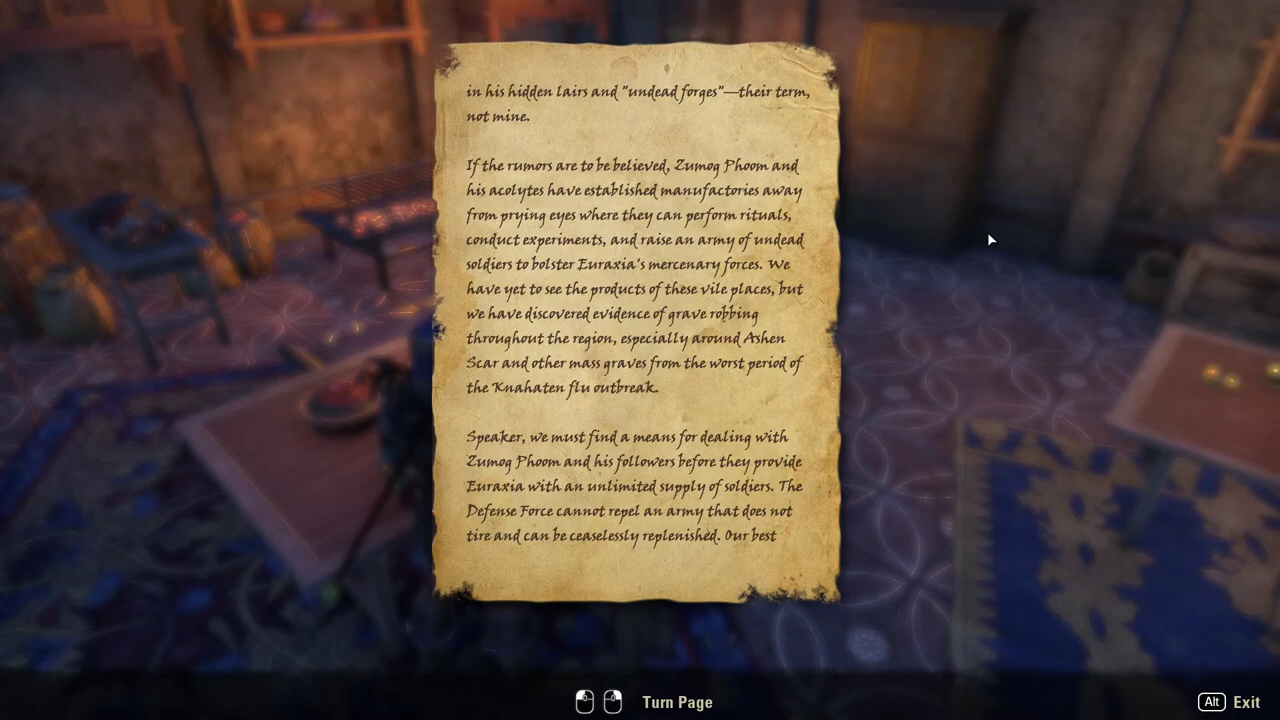 in his hidden lairs and "undead forges"—their term,
not mine.
If the rumors are to be believed, Zumog Phoom and
his acolytes have established manufactories away
from prying eyes where they can perform rituals,
conduct experiments, and raise an army of undead
soldiers to bolster Euraxia's mercenary forces. We
have yet to see the products of these vile places, but
we have discovered evidence of grave robbing
throughout the region, especially around Ashen
Scar and other mass graves from the worst period of
the Knahaten flu outbreak.
Speaker, we must find a means for dealing with
Zumog Phoom and his followers before they provide
Euraxia with an unlimited supply of soldiers. The
Defense Force cannot repel an army that does not
tire and can be ceaselessly replenished. Our best
Turn Page
Alt Exit